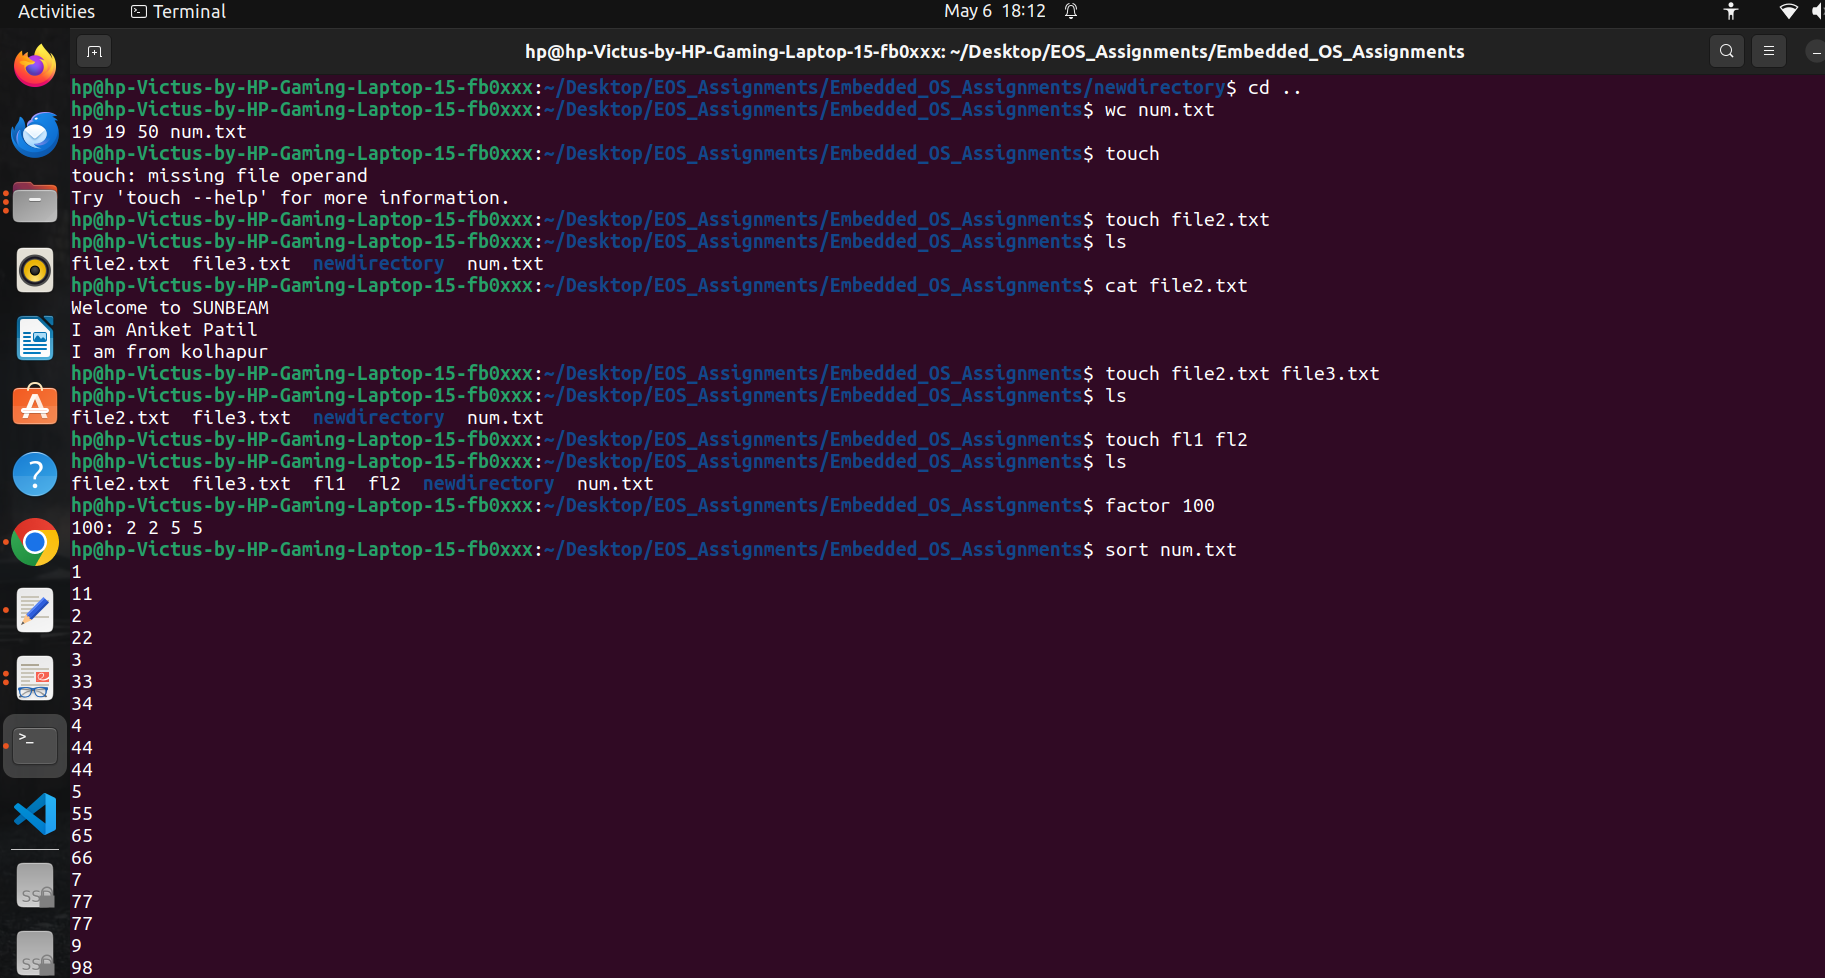 Activities Terminal May 6 18:12
hp@hp-Victus-by-HP-Gaming-Laptop-15-fb0xxx: ~/Desktop/EOS_Assignments/Embedded_OS_Assignments
hp@hp-Victus-by-HP-Gaming-Laptop-15-fb0xxx:~/Desktop/EOS_Assignments/Embedded_OS_Assignments/newdirectory$ cd ..
hp@hp-Victus-by-HP-Gaming-Laptop-15-fb0xxx:~/Desktop/EOS_Assignments/Embedded_OS_Assignments$ wc num.txt
19 19 50 num.txt
hp@hp-Victus-by-HP-Gaming-Laptop-15-fb0xxx:~/Desktop/EOS_Assignments/Embedded_OS_Assignments$ touch
touch: missing file operand
Try 'touch --help' for more information.
hp@hp-Victus-by-HP-Gaming-Laptop-15-fb0xxx:~/Desktop/EOS_Assignments/Embedded_OS_Assignments$ touch file2.txt
hp@hp-Victus-by-HP-Gaming-Laptop-15-fb0xxx:~/Desktop/EOS_Assignments/Embedded_OS_Assignments$ ls
file2.txt  file3.txt  newdirectory  num.txt
hp@hp-Victus-by-HP-Gaming-Laptop-15-fb0xxx:~/Desktop/EOS_Assignments/Embedded_OS_Assignments$ cat file2.txt
Welcome to SUNBEAM
I am Aniket Patil
I am from kolhapur
hp@hp-Victus-by-HP-Gaming-Laptop-15-fb0xxx:~/Desktop/EOS_Assignments/Embedded_OS_Assignments$ touch file2.txt file3.txt
hp@hp-Victus-by-HP-Gaming-Laptop-15-fb0xxx:~/Desktop/EOS_Assignments/Embedded_OS_Assignments$ ls
file2.txt  file3.txt  newdirectory  num.txt
hp@hp-Victus-by-HP-Gaming-Laptop-15-fb0xxx:~/Desktop/EOS_Assignments/Embedded_OS_Assignments$ touch fl1 fl2
hp@hp-Victus-by-HP-Gaming-Laptop-15-fb0xxx:~/Desktop/EOS_Assignments/Embedded_OS_Assignments$ ls
file2.txt  file3.txt  fl1  fl2  newdirectory  num.txt
hp@hp-Victus-by-HP-Gaming-Laptop-15-fb0xxx:~/Desktop/EOS_Assignments/Embedded_OS_Assignments$ factor 100
100: 2 2 5 5
hp@hp-Victus-by-HP-Gaming-Laptop-15-fb0xxx:~/Desktop/EOS_Assignments/Embedded_OS_Assignments$ sort num.txt
1
11
2
22
3
33
34
4
44
44
5
55
65
66
7
77
77
9
98